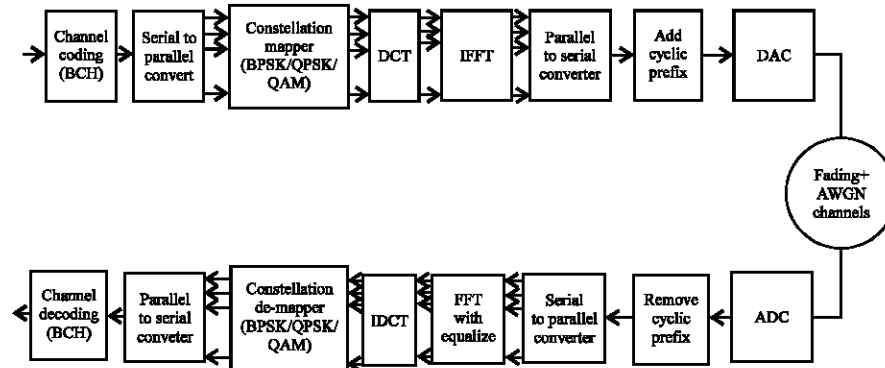 Channel
coding
(BCH)
Serial to
parallel
convert
Constellation
mapper
(BPSK/QPSK/
QAM)
DCT
IFFT
Parallel
to serial
converter
Add
cyclic
prefix
DAC
Fading+
AWGN
channels
Channel
decoding
(BCH)
Parallel
to serial
conveter
Constellation
de-mapper
(BPSK/QPSK/
QAM)
IDCT
FFT
with
equalize
Serial
to parallel
converter
Remove
cyclic
prefix
ADC